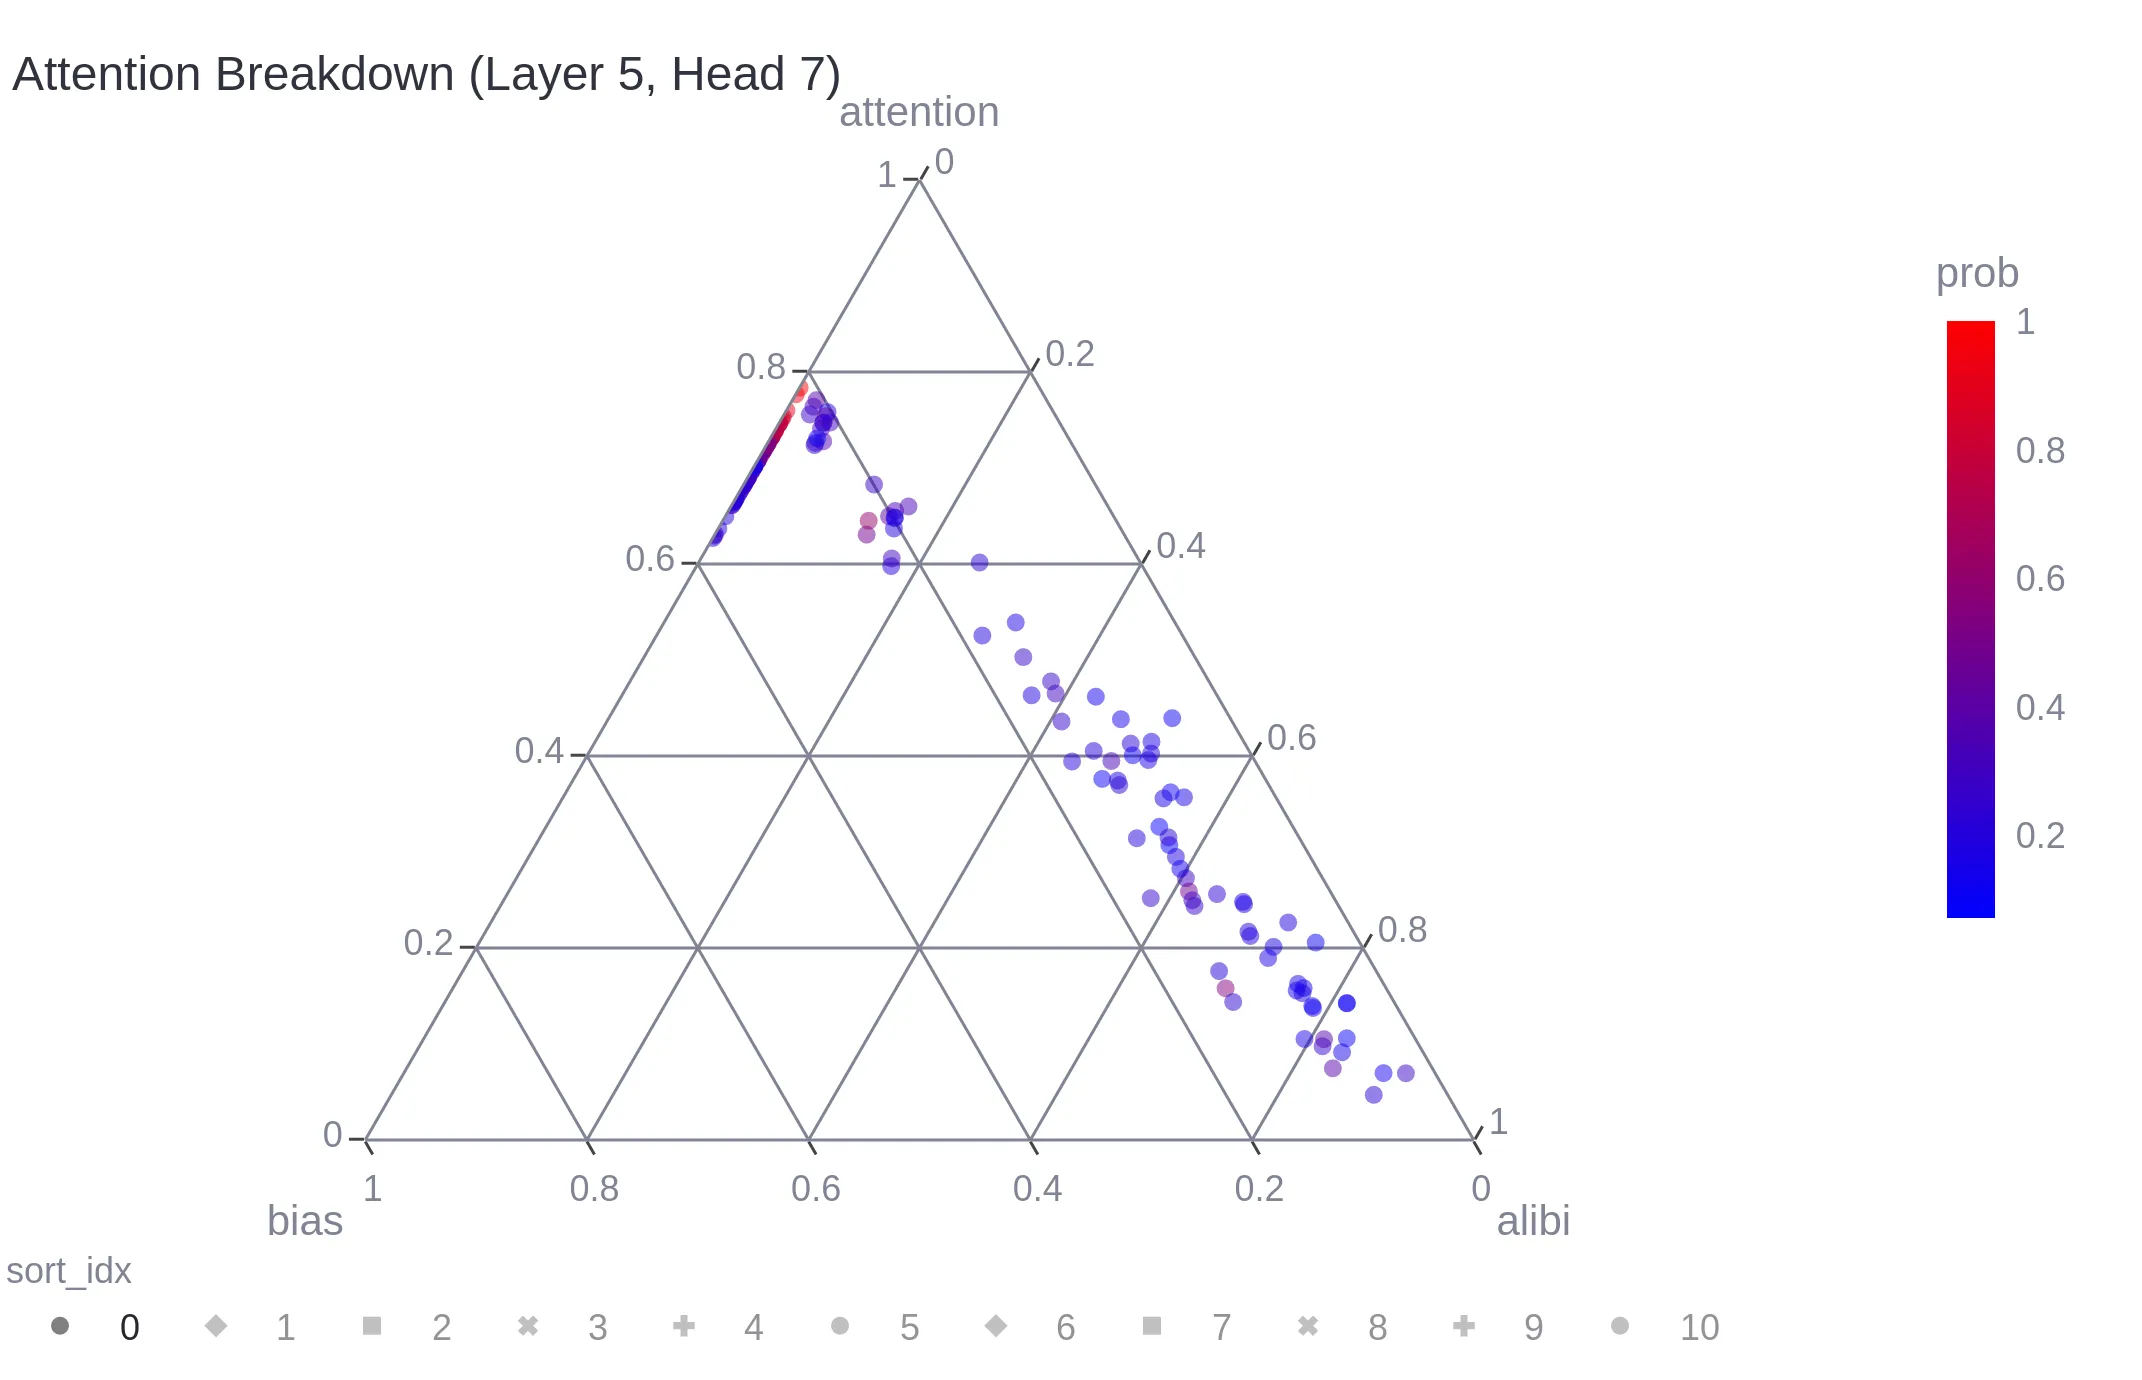 Attention Breakdown (Layer 5, Head 7)
attention
1 0
prob
1
0.8 0.2
0.8
0.6 0.4
0.6
0.4 0.6
0.4
0.2 0.8
0.2
0 1
1 0.8 0.6 0.4 0.2 0
bias alibi
sort_idx
0 1 2 3 4 5 6 7 8 9 10